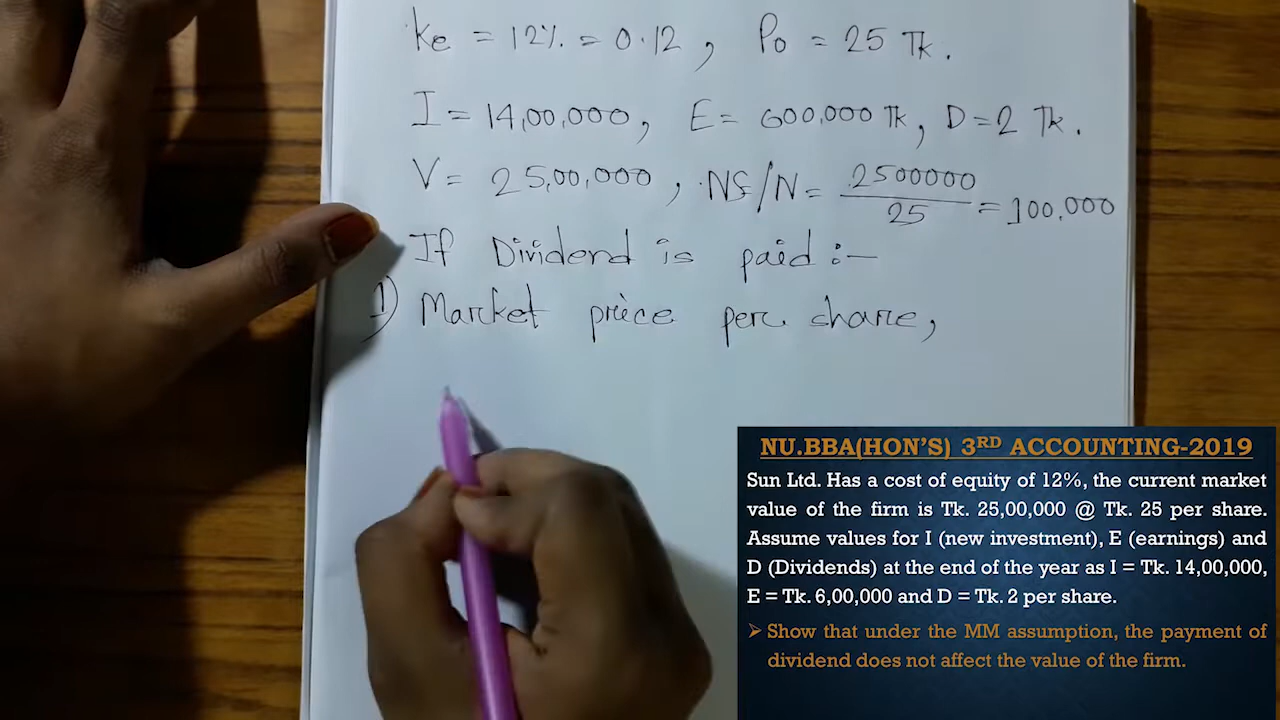 Ke = 12% = 0.12 , Po = 25 Tk.
I = 14,00,000, E = 600,000 Tk, D = 2 Tk.
V = 25,00,000 , NS/N = 2500000 / 25 = 100,000
If Dividend is paid :-
1) Market price per share,
NU.BBA(HON'S) 3RD ACCOUNTING-2019
Sun Ltd. Has a cost of equity of 12%, the current market
value of the firm is Tk. 25,00,000 @ Tk. 25 per share.
Assume values for I (new investment), E (earnings) and
D (Dividends) at the end of the year as I = Tk. 14,00,000,
E = Tk. 6,00,000 and D = Tk. 2 per share.
➢ Show that under the MM assumption, the payment of
dividend does not affect the value of the firm.